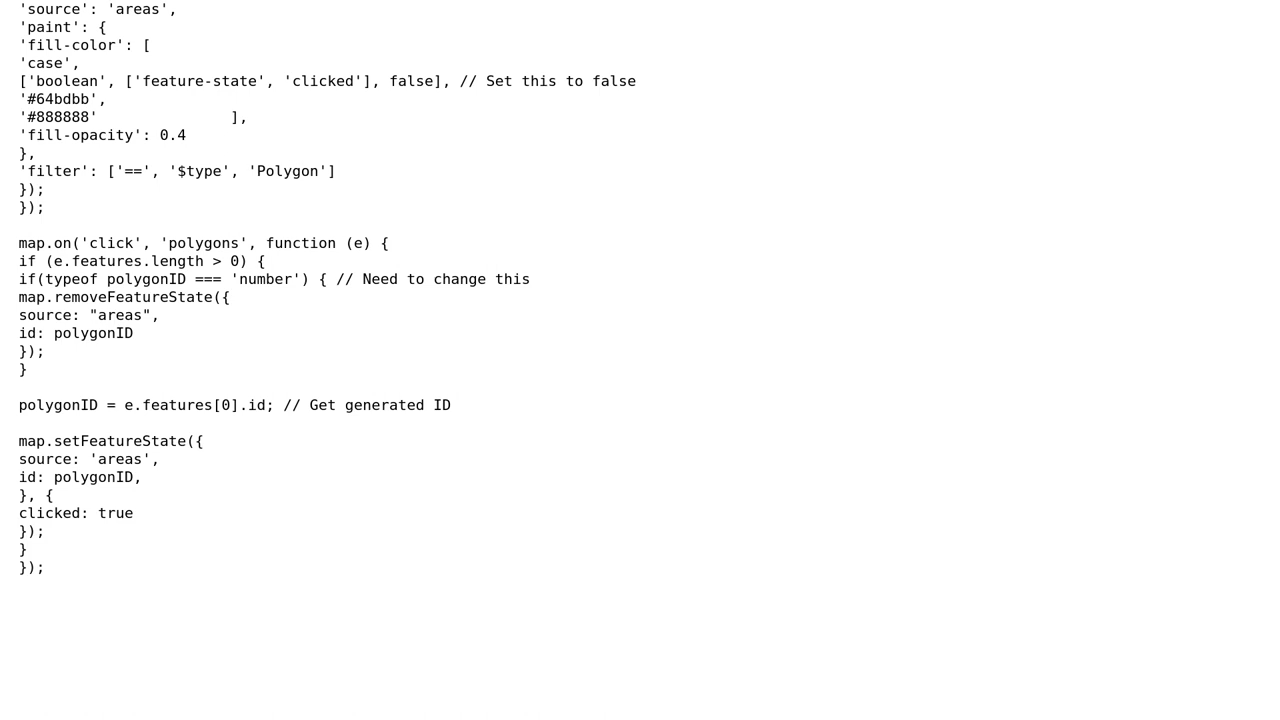 'source': 'areas',
'paint': {
'fill-color': [
'case',
['boolean', ['feature-state', 'clicked'], false], // Set this to false
'#64bdbb',
'#888888'               ],
'fill-opacity': 0.4
},
'filter': ['==', '$type', 'Polygon']
});
});

map.on('click', 'polygons', function (e) {
if (e.features.length > 0) {
if(typeof polygonID === 'number') { // Need to change this
map.removeFeatureState({
source: "areas",
id: polygonID
});
}

polygonID = e.features[0].id; // Get generated ID

map.setFeatureState({
source: 'areas',
id: polygonID,
}, {
clicked: true
});
}
});